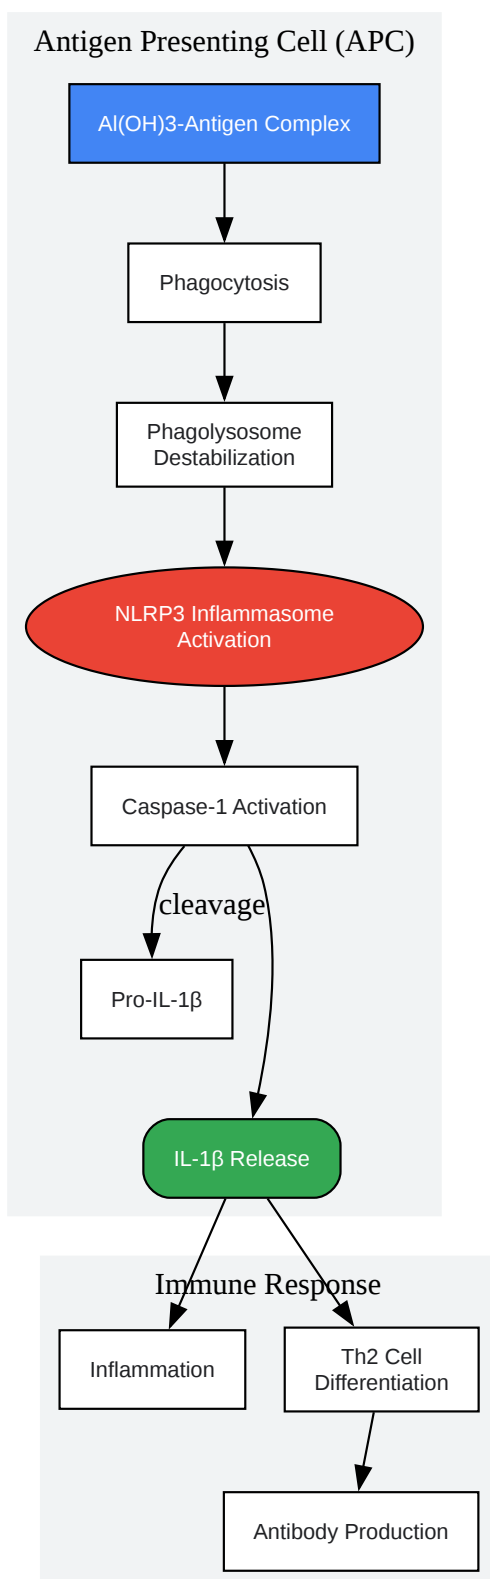 Antigen Presenting Cell (APC)
Al(OH)3-Antigen Complex
Phagocytosis
Phagolysosome
Destabilization
NLRP3 Inflammasome
Activation
Caspase-1 Activation
cleavage
Pro-IL-1β
IL-1β Release
Immune Response
Inflammation
Th2 Cell
Differentiation
Antibody Production